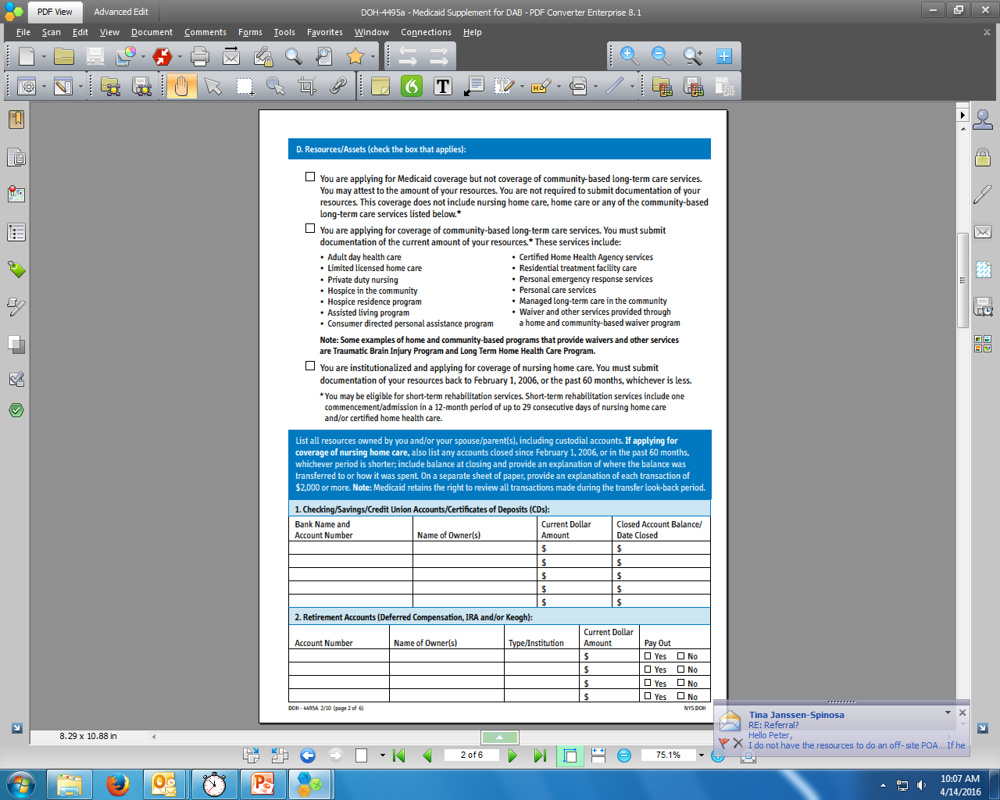 PDF View
Advanced Edit
DOH-4495a - Medicaid Supplement for DAB - PDF Converter Enterprise 8.1
File Scan Edit View Document Comments Forms Tools Favorites Window Connections Help
D. Resources/Assets (check the box that applies):
You are applying for Medicaid coverage but not coverage of community-based long-term care services.
You may attest to the amount of your resources. You are not required to submit documentation of your
resources. This coverage does not include nursing home care, home care or any of the community-based
long-term care services listed below.*
You are applying for coverage of community-based long-term care services. You must submit
documentation of the current amount of your resources.* These services include:
• Adult day health care
• Limited licensed home care
• Private duty nursing
• Hospice in the community
• Hospice residence program
• Assisted living program
• Consumer directed personal assistance program
• Certified Home Health Agency services
• Residential treatment facility care
• Personal emergency response services
• Personal care services
• Managed long-term care in the community
• Waiver and other services provided through
a home and community-based waiver program
Note: Some examples of home and community-based programs that provide waivers and other services
are Traumatic Brain Injury Program and Long Term Home Health Care Program.
You are institutionalized and applying for coverage of nursing home care. You must submit
documentation of your resources back to February 1, 2006, or the past 60 months, whichever is less.
* You may be eligible for short-term rehabilitation services. Short-term rehabilitation services include one
commencement/admission in a 12-month period of up to 29 consecutive days of nursing home care
and/or certified home health care.
List all resources owned by you and/or your spouse/parent(s), including custodial accounts. If applying for
coverage of nursing home care, also list any accounts closed since February 1, 2006, or in the past 60 months,
whichever period is shorter; include balance at closing and provide an explanation of where the balance was
transferred to or how it was spent. On a separate sheet of paper, provide an explanation of each transaction of
$2,000 or more. Note: Medicaid retains the right to review all transactions made during the transfer look-back period.
1. Checking/Savings/Credit Union Accounts/Certificates of Deposits (CDs):
Bank Name and
Account Number
Name of Owner(s)
Current Dollar
Amount
Closed Account Balance/
Date Closed
$ $
$ $
$ $
$ $
$ $
2. Retirement Accounts (Deferred Compensation, IRA and/or Keogh):
Account Number
Name of Owner(s)
Type/Institution
Current Dollar
Amount
Pay Out
$ Yes No
$ Yes No
$ Yes No
$ Yes No
DOH - 4495A 2/10 (page 2 of 6)
NYS DOH
Tina Janssen-Spinosa
RE: Referral?
Hello Peter,
I do not have the resources to do an off- site POA... If he
8.29 x 10.88 in
2 of 6
75.1%
10:07 AM
4/14/2016